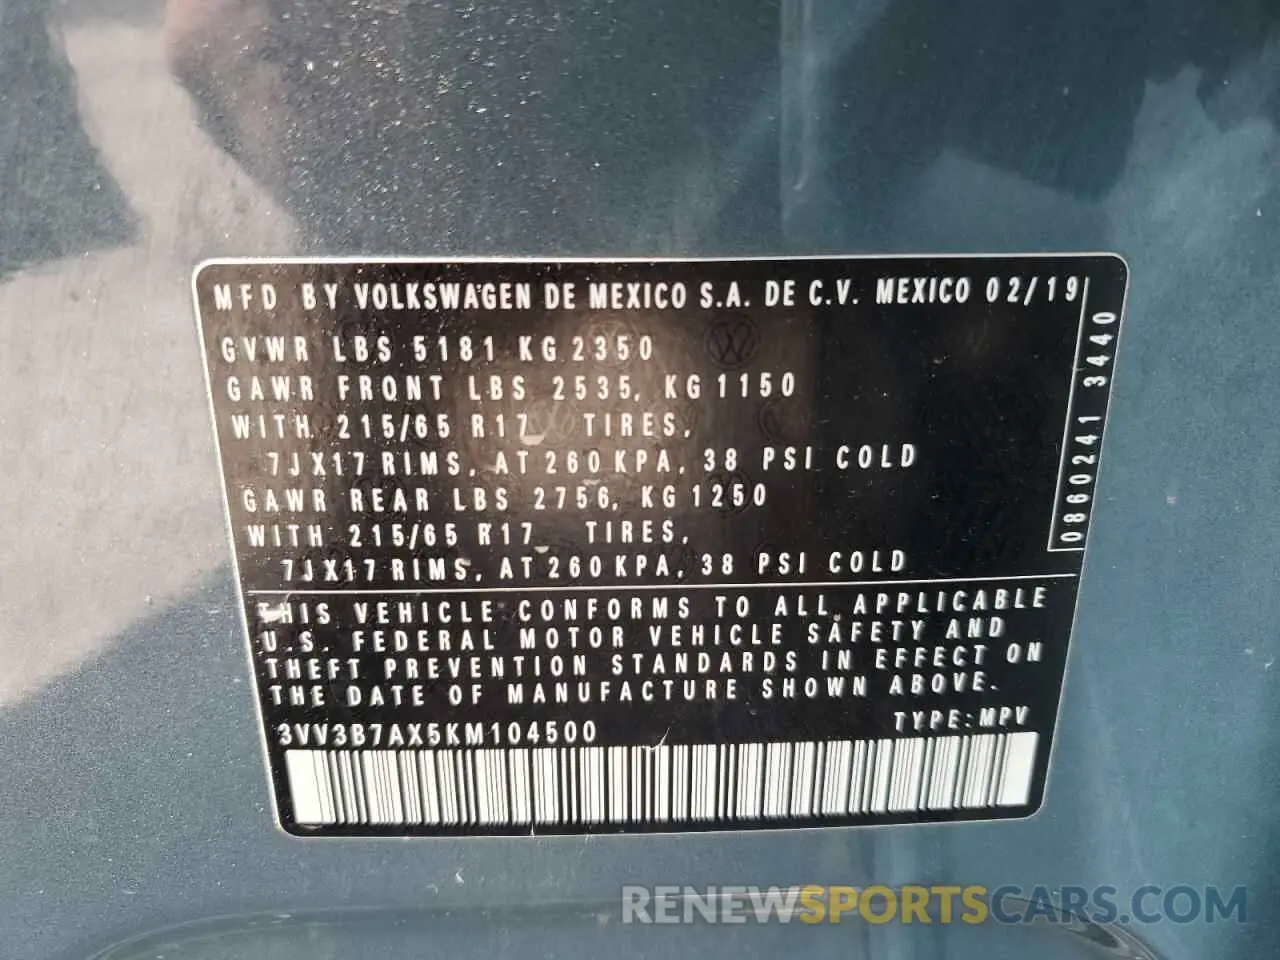 MFD BY VOLKSWAGEN DE MEXICO S.A. DE C.V. MEXICO 02/19
GVWR LBS 5181 KG 2350
GAWR FRONT LBS 2535, KG 1150
WITH 215/65 R17 TIRES,
7JX17 RIMS, AT 260 KPA, 38 PSI COLD
GAWR REAR LBS 2756, KG 1250
WITH 215/65 R17 TIRES,
7JX17 RIMS, AT 260 KPA, 38 PSI COLD
0860241 3440
THIS VEHICLE CONFORMS TO ALL APPLICABLE
U.S. FEDERAL MOTOR VEHICLE SAFETY AND
THEFT PREVENTION STANDARDS IN EFFECT ON
THE DATE OF MANUFACTURE SHOWN ABOVE.
3VV3B7AX5KM104500 TYPE: MPV
RENEWSPORTSCARS.COM